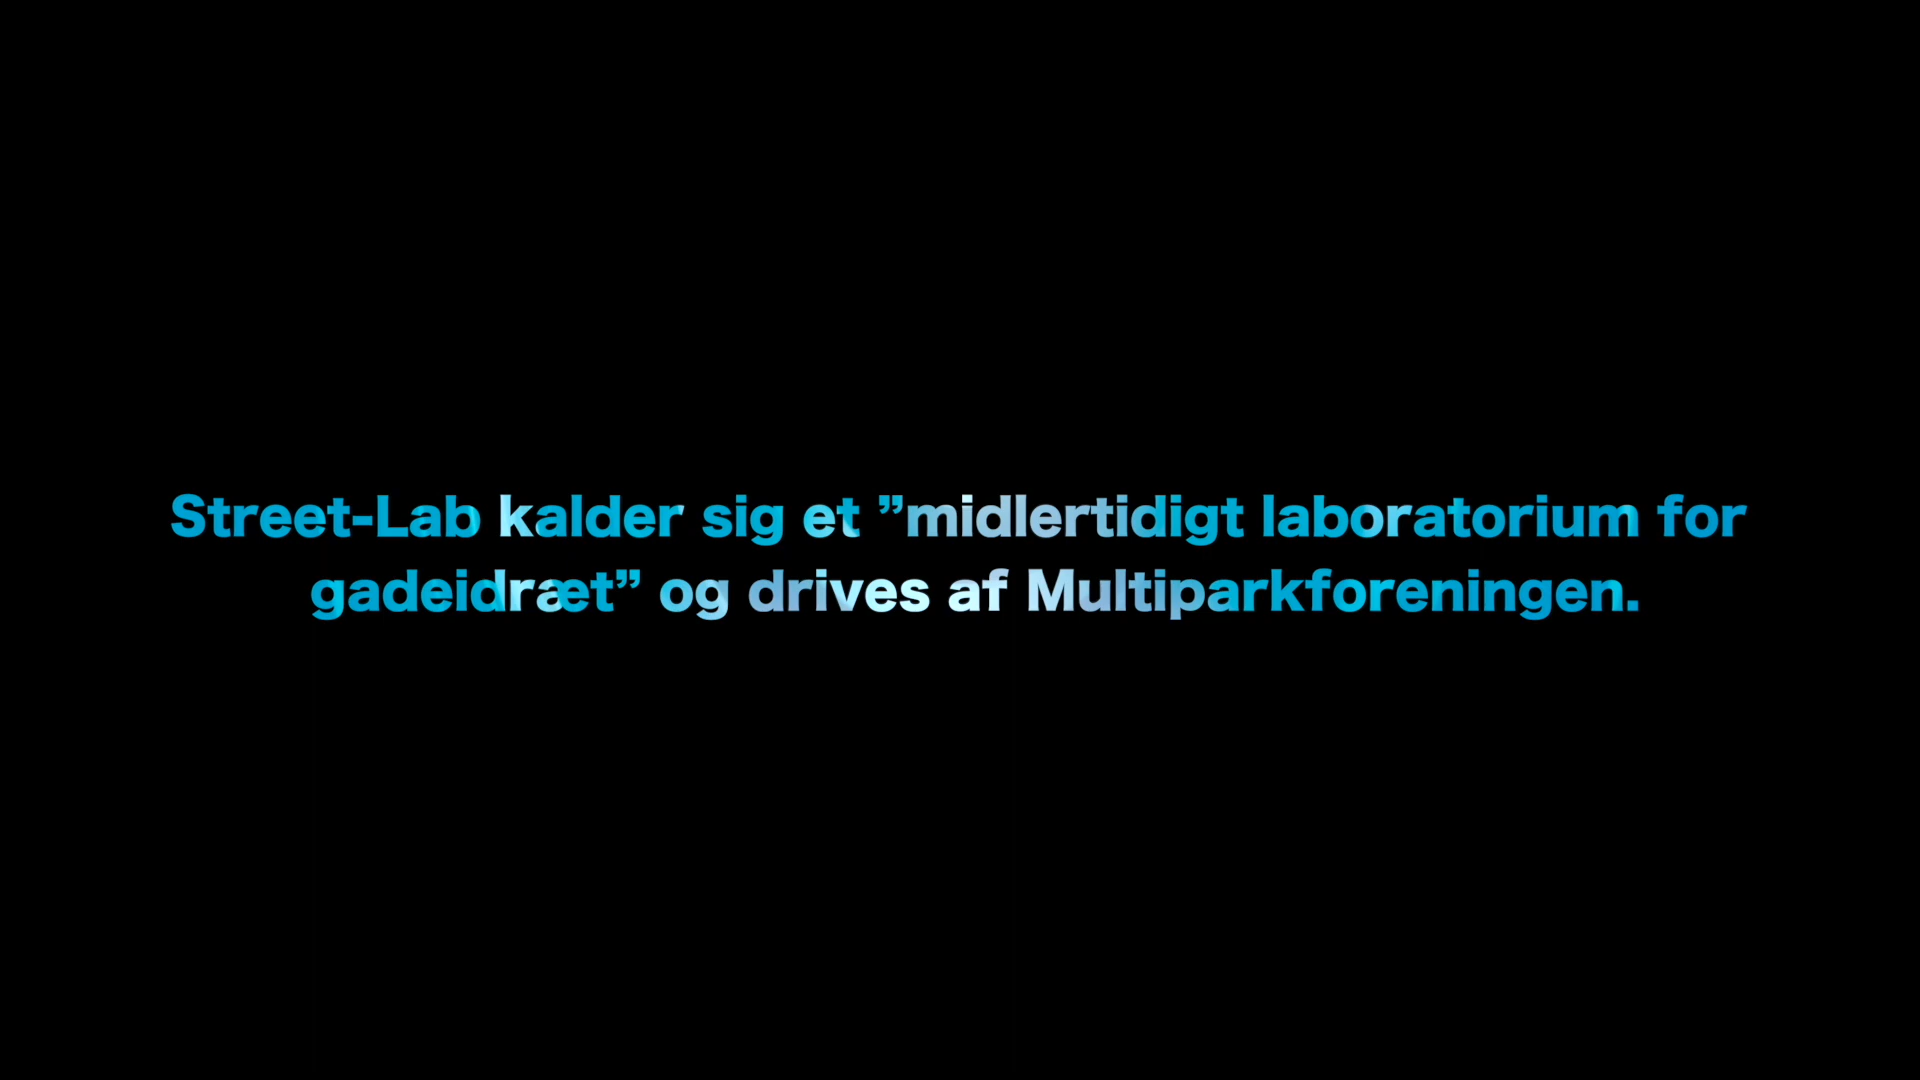 Street-Lab kalder sig et ”midlertidigt laboratorium for
gadeidræt” og drives af Multiparkforeningen.